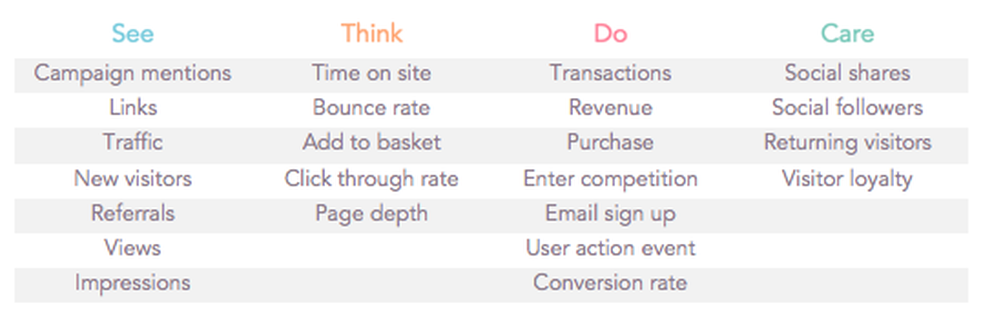 See Think Do Care
Campaign mentions Time on site Transactions Social shares
Links Bounce rate Revenue Social followers
Traffic Add to basket Purchase Returning visitors
New visitors Click through rate Enter competition Visitor loyalty
Referrals Page depth Email sign up
Views User action event
Impressions Conversion rate